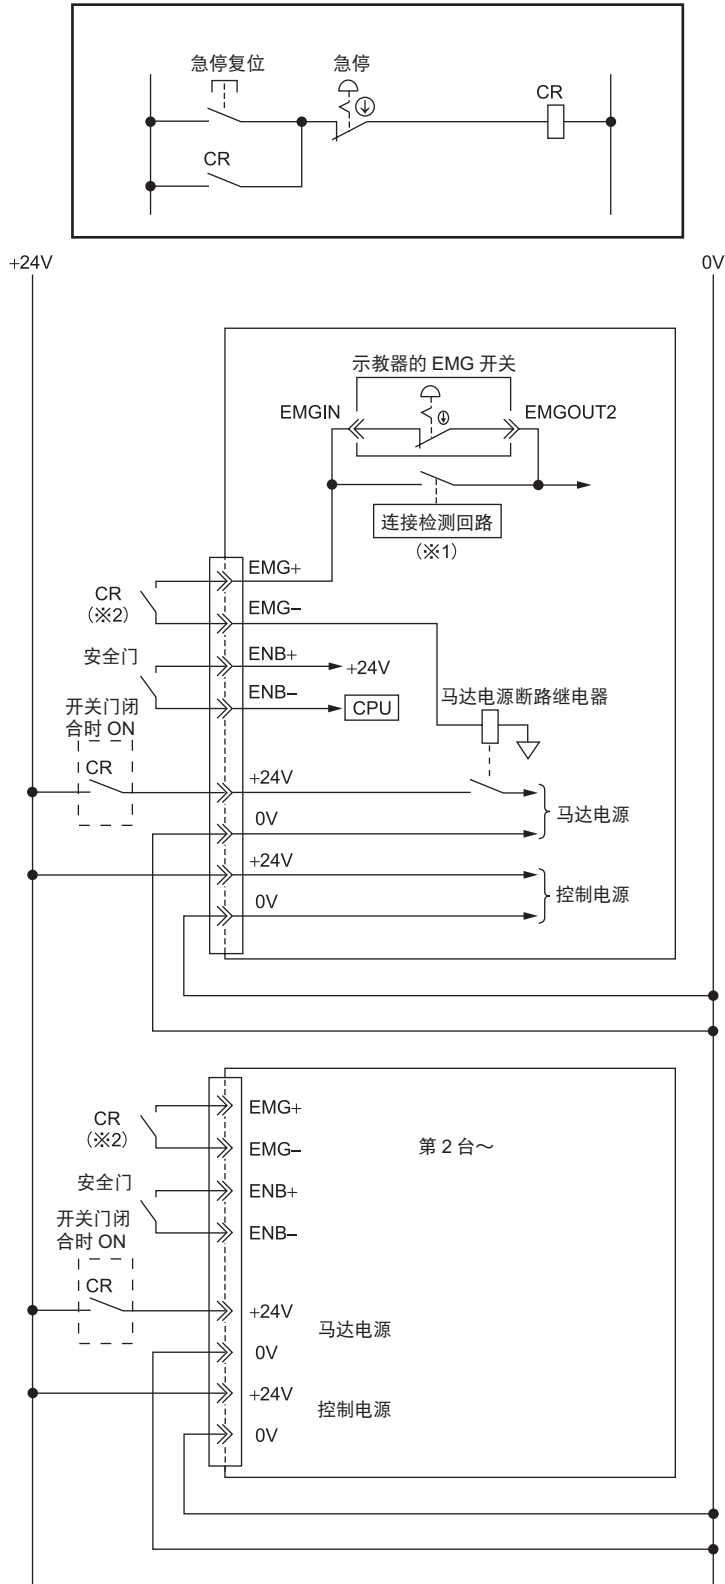 急停复位
急停
CR
CR
+24V
0V
示教器的 EMG 开关
EMGIN
EMGOUT2
连接检测回路
(※1)
EMG+
CR
(※2)
EMG−
安全门
ENB+
+24V
ENB−
CPU
马达电源断路继电器
开关门闭
合时 ON
CR
+24V
0V
马达电源
+24V
0V
控制电源
EMG+
CR
(※2)
EMG−
第 2 台～
安全门
ENB+
开关门闭
合时 ON
ENB−
CR
+24V
马达电源
0V
+24V
控制电源
0V